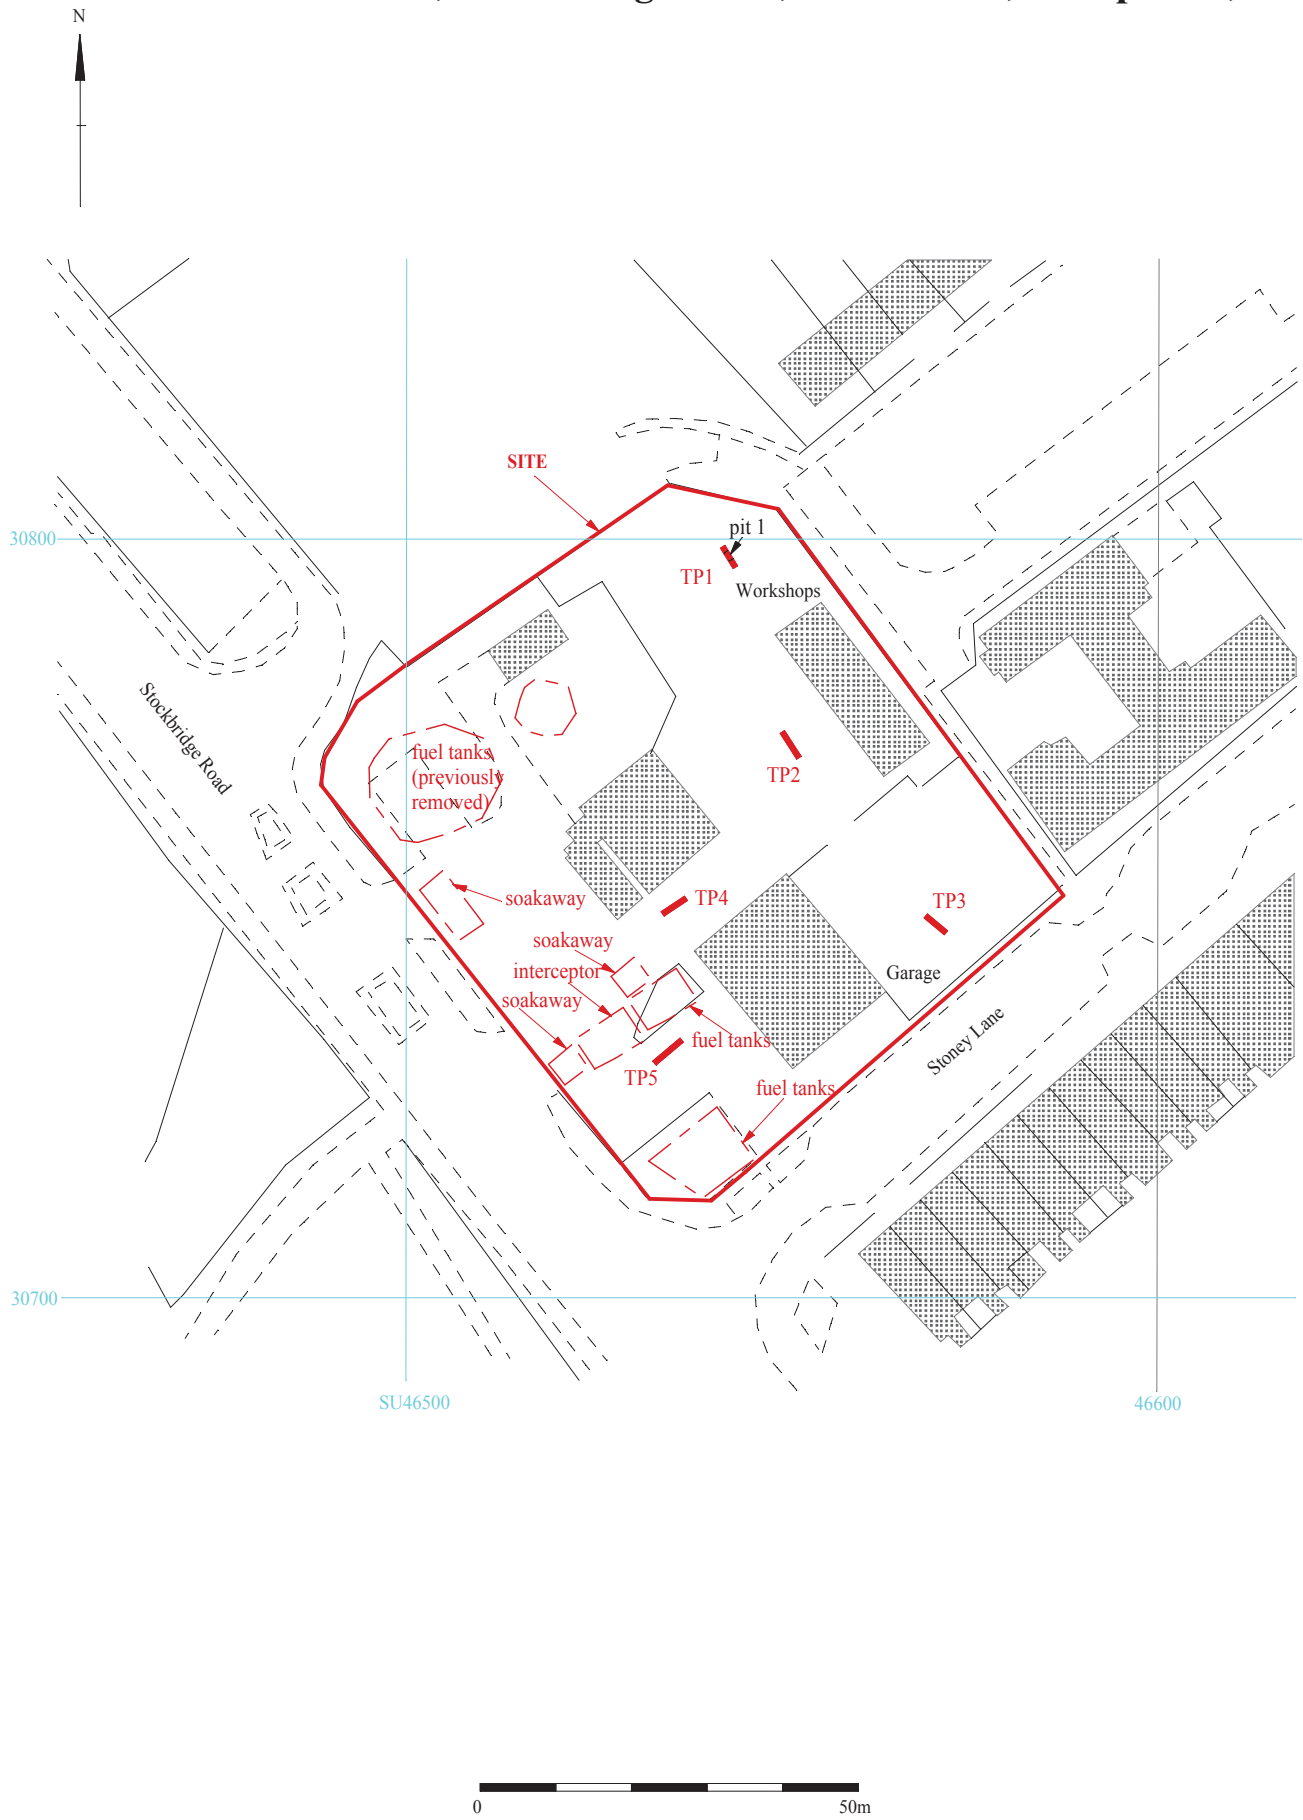 N
SITE
30800
pit 1
TP1
Workshops
Stockbridge Road
fuel tanks
(previously
removed)
TP2
soakaway
TP4
TP3
soakaway
interceptor
soakaway
Garage
fuel tanks
Stoney Lane
TP5
fuel tanks
30700
SU46500
46600
0
50m